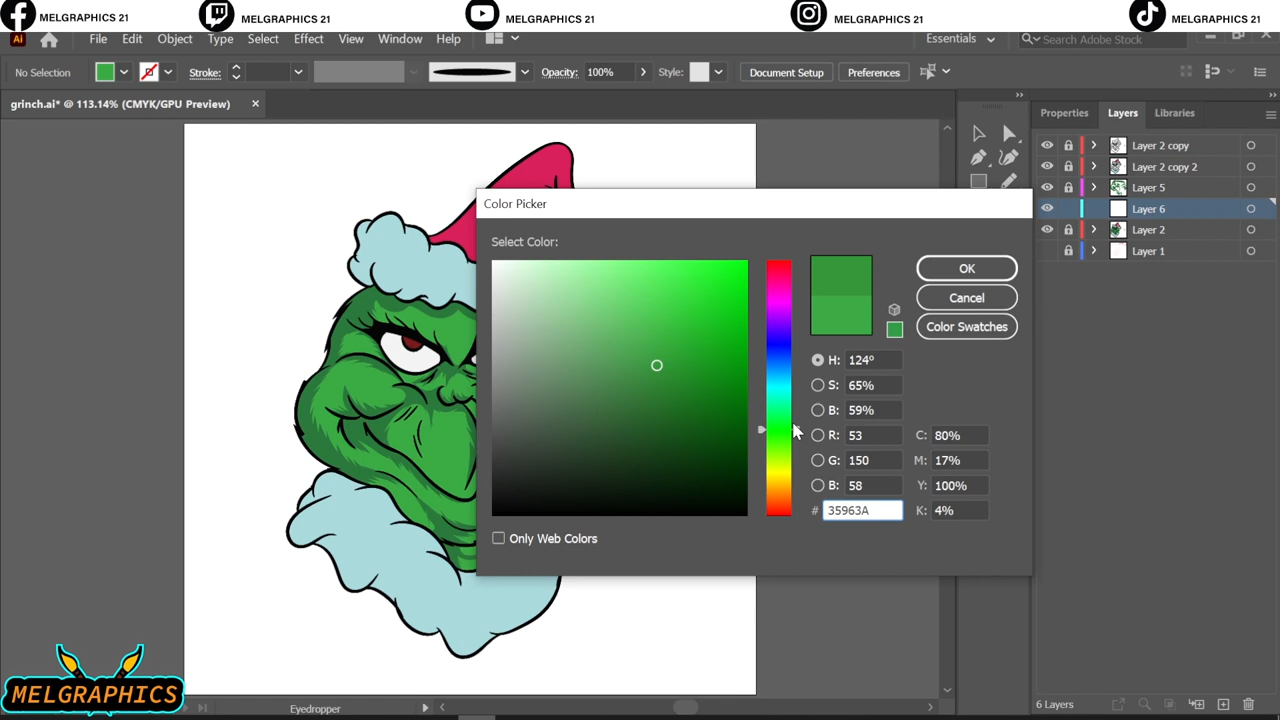 MELGRAPHICS 21 MELGRAPHICS 21 MELGRAPHICS 21 MELGRAPHICS 21 MELGRAPHICS 21
Ai File Edit Object Type Select Effect View Window Help Essentials Search Adobe Stock
No Selection Stroke: Opacity: 100% Style: Document Setup Preferences
grinch.ai* @ 113.14% (CMYK/GPU Preview)
Properties Layers Libraries
Layer 2 copy
Layer 2 copy 2
Layer 5
Layer 6
Layer 2
Layer 1
Color Picker
Select Color:
OK
Cancel
Color Swatches
H: 124º
S: 65%
B: 59%
R: 53 C: 80%
G: 150 M: 17%
B: 58 Y: 100%
# 35963A K: 4%
Only Web Colors
MELGRAPHICS
Eyedropper
6 Layers